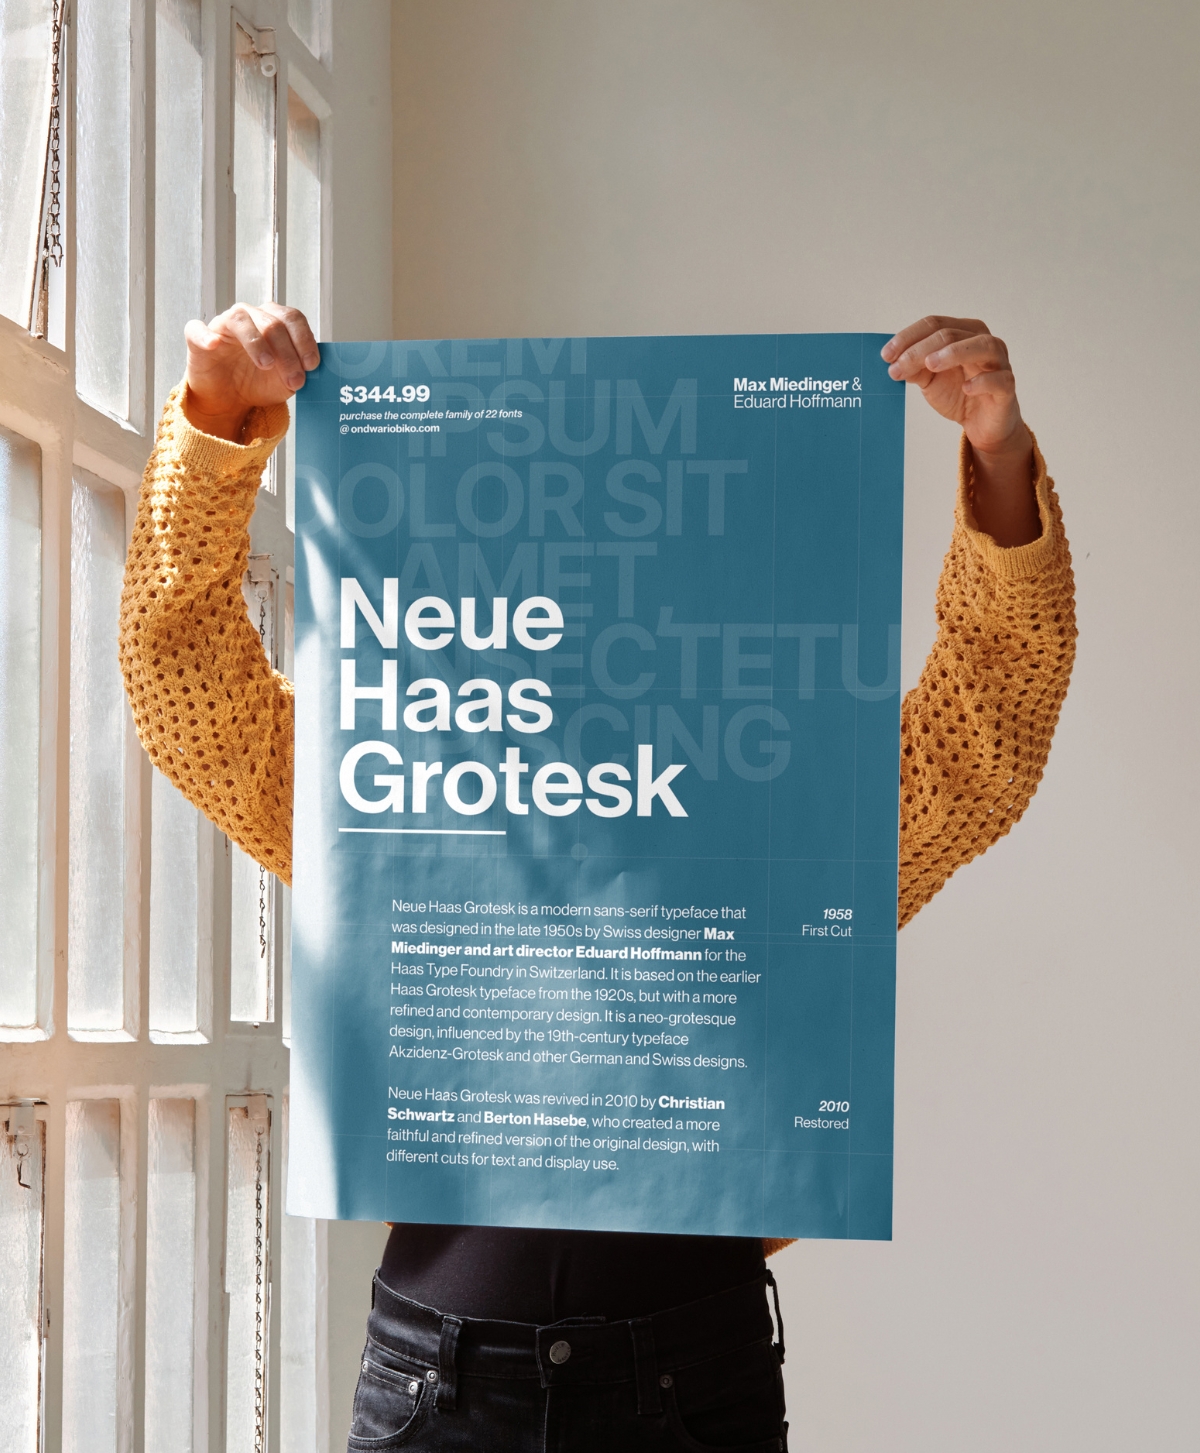 $344.99
purchase the complete family of 22 fonts
@ ondwariobiko.com
Max Miedinger &
Eduard Hoffmann
LOREM
IPSUM
DOLOR SIT
AMET,
NSECTETU
IPISCING
ELIT.
Neue
Haas
Grotesk
Neue Haas Grotesk is a modern sans-serif typeface that
was designed in the late 1950s by Swiss designer Max
Miedinger and art director Eduard Hoffmann for the
Haas Type Foundry in Switzerland. It is based on the earlier
Haas Grotesk typeface from the 1920s, but with a more
refined and contemporary design. It is a neo-grotesque
design, influenced by the 19th-century typeface
Akzidenz-Grotesk and other German and Swiss designs.
1958
First Cut
Neue Haas Grotesk was revived in 2010 by Christian
Schwartz and Berton Hasebe, who created a more
faithful and refined version of the original design, with
different cuts for text and display use.
2010
Restored